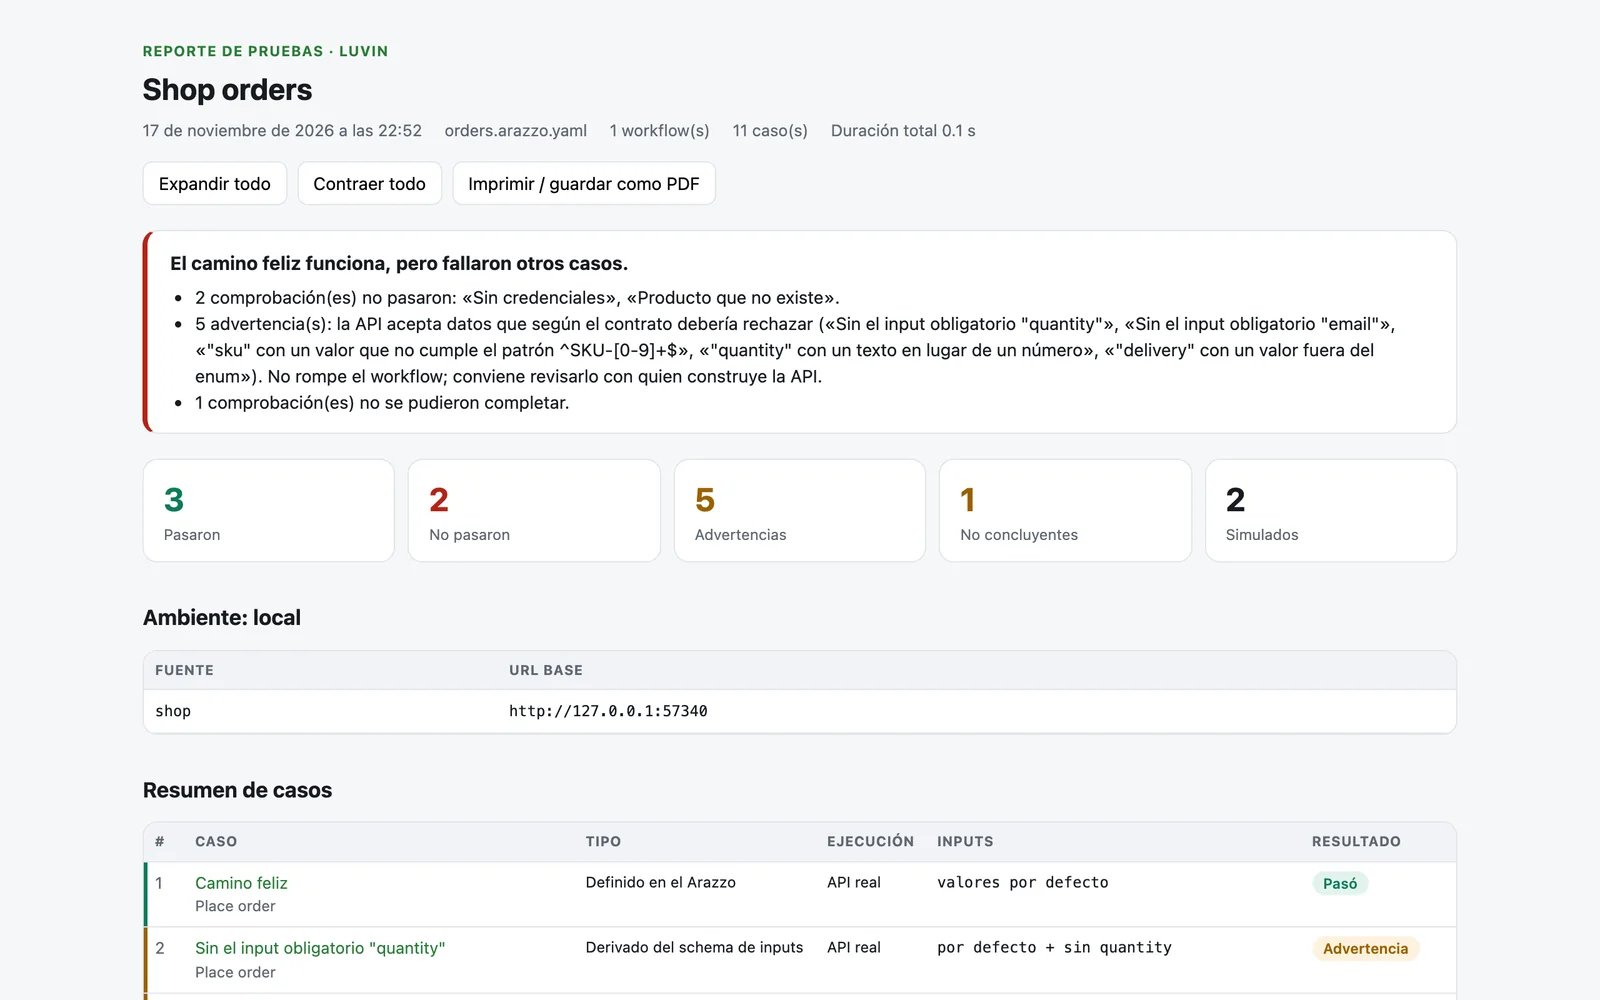 REPORTE DE PRUEBAS · LUVIN
Shop orders
17 de noviembre de 2026 a las 22:52 orders.arazzo.yaml 1 workflow(s) 11 caso(s) Duración total 0.1 s
Expandir todo Contraer todo Imprimir / guardar como PDF
El camino feliz funciona, pero fallaron otros casos.
• 2 comprobación(es) no pasaron: «Sin credenciales», «Producto que no existe».
• 5 advertencia(s): la API acepta datos que según el contrato debería rechazar («Sin el input obligatorio "quantity"», «Sin el input obligatorio "email"»,
«"sku" con un valor que no cumple el patrón ^SKU-[0-9]+$», «"quantity" con un texto en lugar de un número», «"delivery" con un valor fuera del
enum»). No rompe el workflow; conviene revisarlo con quien construye la API.
• 1 comprobación(es) no se pudieron completar.
3 2 5 1 2
Pasaron No pasaron Advertencias No concluyentes Simulados
Ambiente: local
FUENTE URL BASE
shop http://127.0.0.1:57340
Resumen de casos
# CASO TIPO EJECUCIÓN INPUTS RESULTADO
1 Camino feliz Definido en el Arazzo API real valores por defecto Pasó
Place order
2 Sin el input obligatorio "quantity" Derivado del schema de inputs API real por defecto + sin quantity Advertencia
Place order